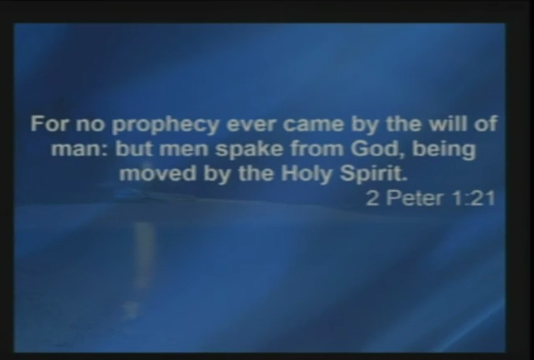 For no prophecy ever came by the will of
man: but men spake from God, being
moved by the Holy Spirit.
2 Peter 1:21